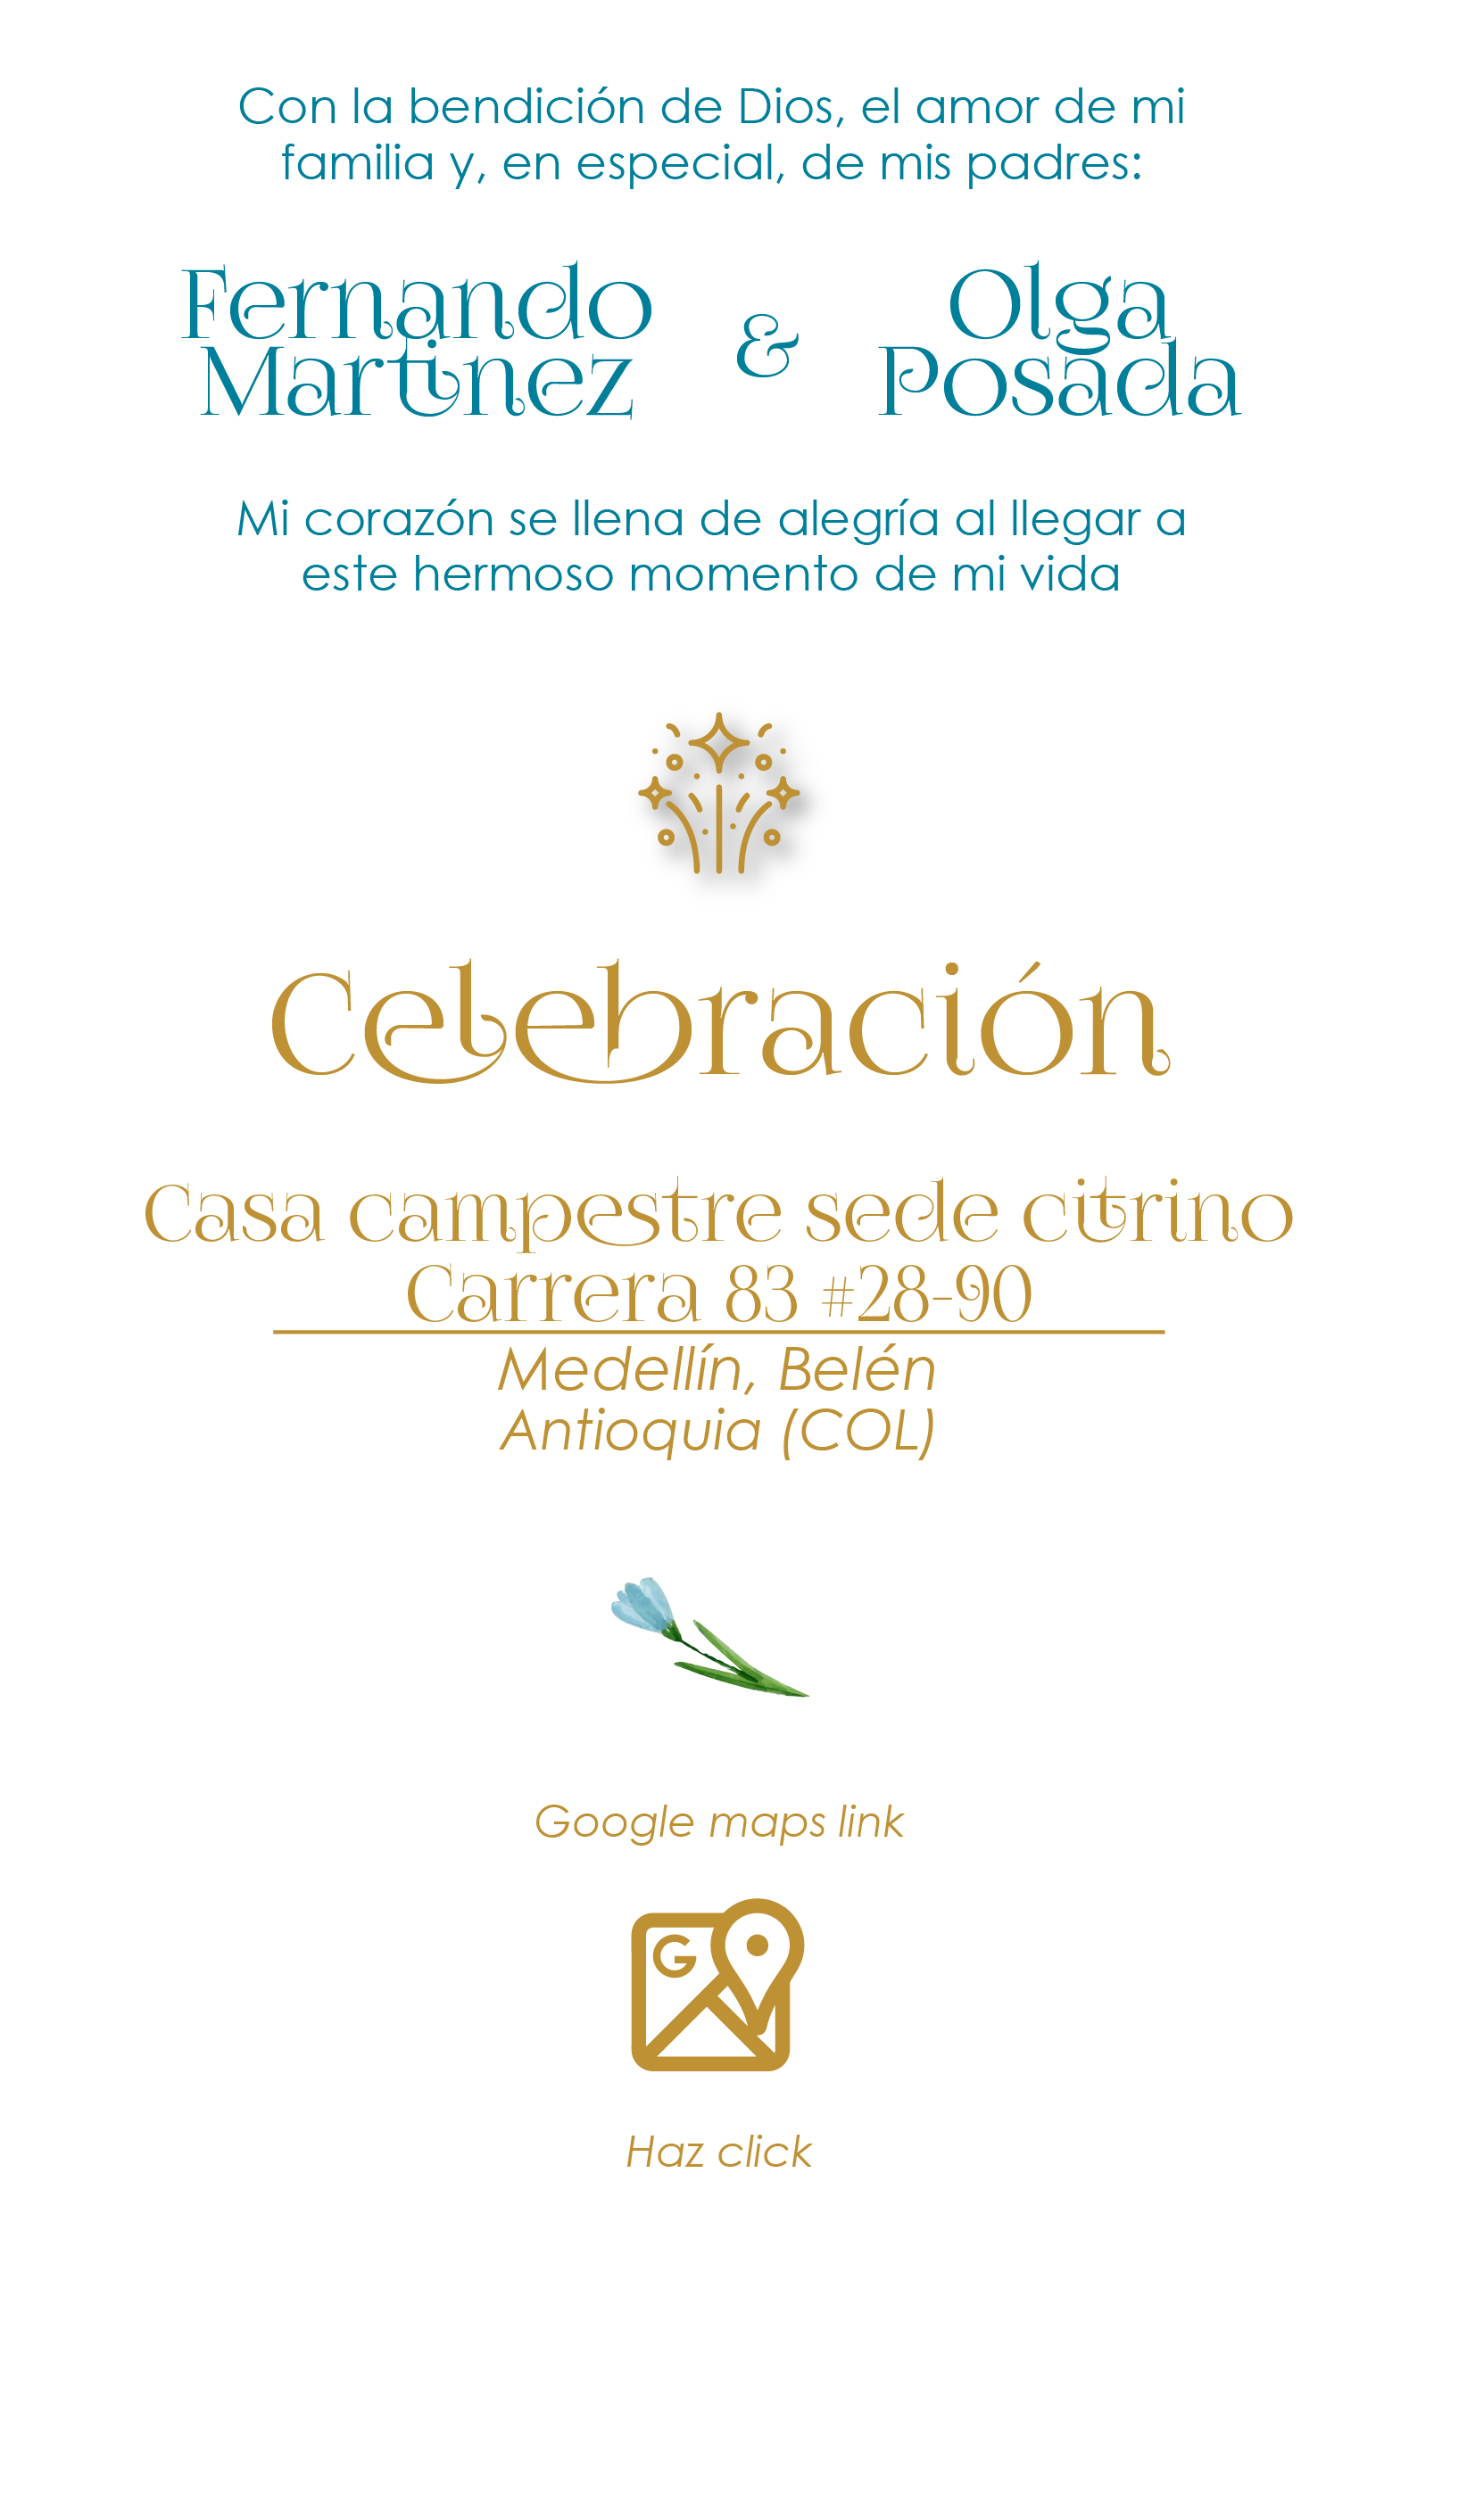 Con la bendición de Dios, el amor de mi
familia y, en especial, de mis padres:
Fernando
Martinez
&
Olga
Posada
Mi corazón se llena de alegría al llegar a
este hermoso momento de mi vida
Celebración
Casa campestre sede citrino
Carrera 83 #28-90
Medellín, Belén
Antioquia (COL)
Google maps link
G
Haz click